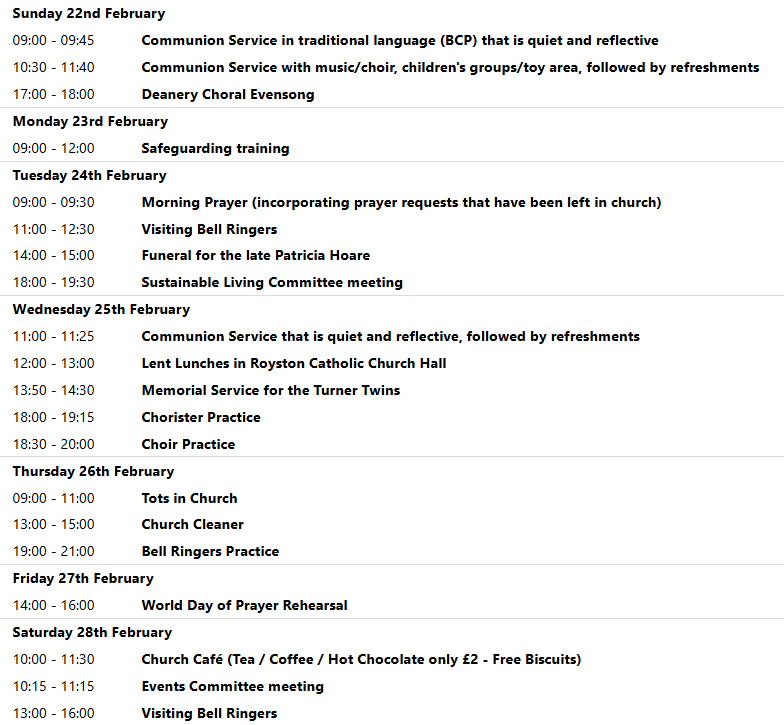 Sunday 22nd February
09:00 - 09:45 Communion Service in traditional language (BCP) that is quiet and reflective
10:30 - 11:40 Communion Service with music/choir, children's groups/toy area, followed by refreshments
17:00 - 18:00 Deanery Choral Evensong
Monday 23rd February
09:00 - 12:00 Safeguarding training
Tuesday 24th February
09:00 - 09:30 Morning Prayer (incorporating prayer requests that have been left in church)
11:00 - 12:30 Visiting Bell Ringers
14:00 - 15:00 Funeral for the late Patricia Hoare
18:00 - 19:30 Sustainable Living Committee meeting
Wednesday 25th February
11:00 - 11:25 Communion Service that is quiet and reflective, followed by refreshments
12:00 - 13:00 Lent Lunches in Royston Catholic Church Hall
13:50 - 14:30 Memorial Service for the Turner Twins
18:00 - 19:15 Chorister Practice
18:30 - 20:00 Choir Practice
Thursday 26th February
09:00 - 11:00 Tots in Church
13:00 - 15:00 Church Cleaner
19:00 - 21:00 Bell Ringers Practice
Friday 27th February
14:00 - 16:00 World Day of Prayer Rehearsal
Saturday 28th February
10:00 - 11:30 Church Café (Tea / Coffee / Hot Chocolate only £2 - Free Biscuits)
10:15 - 11:15 Events Committee meeting
13:00 - 16:00 Visiting Bell Ringers